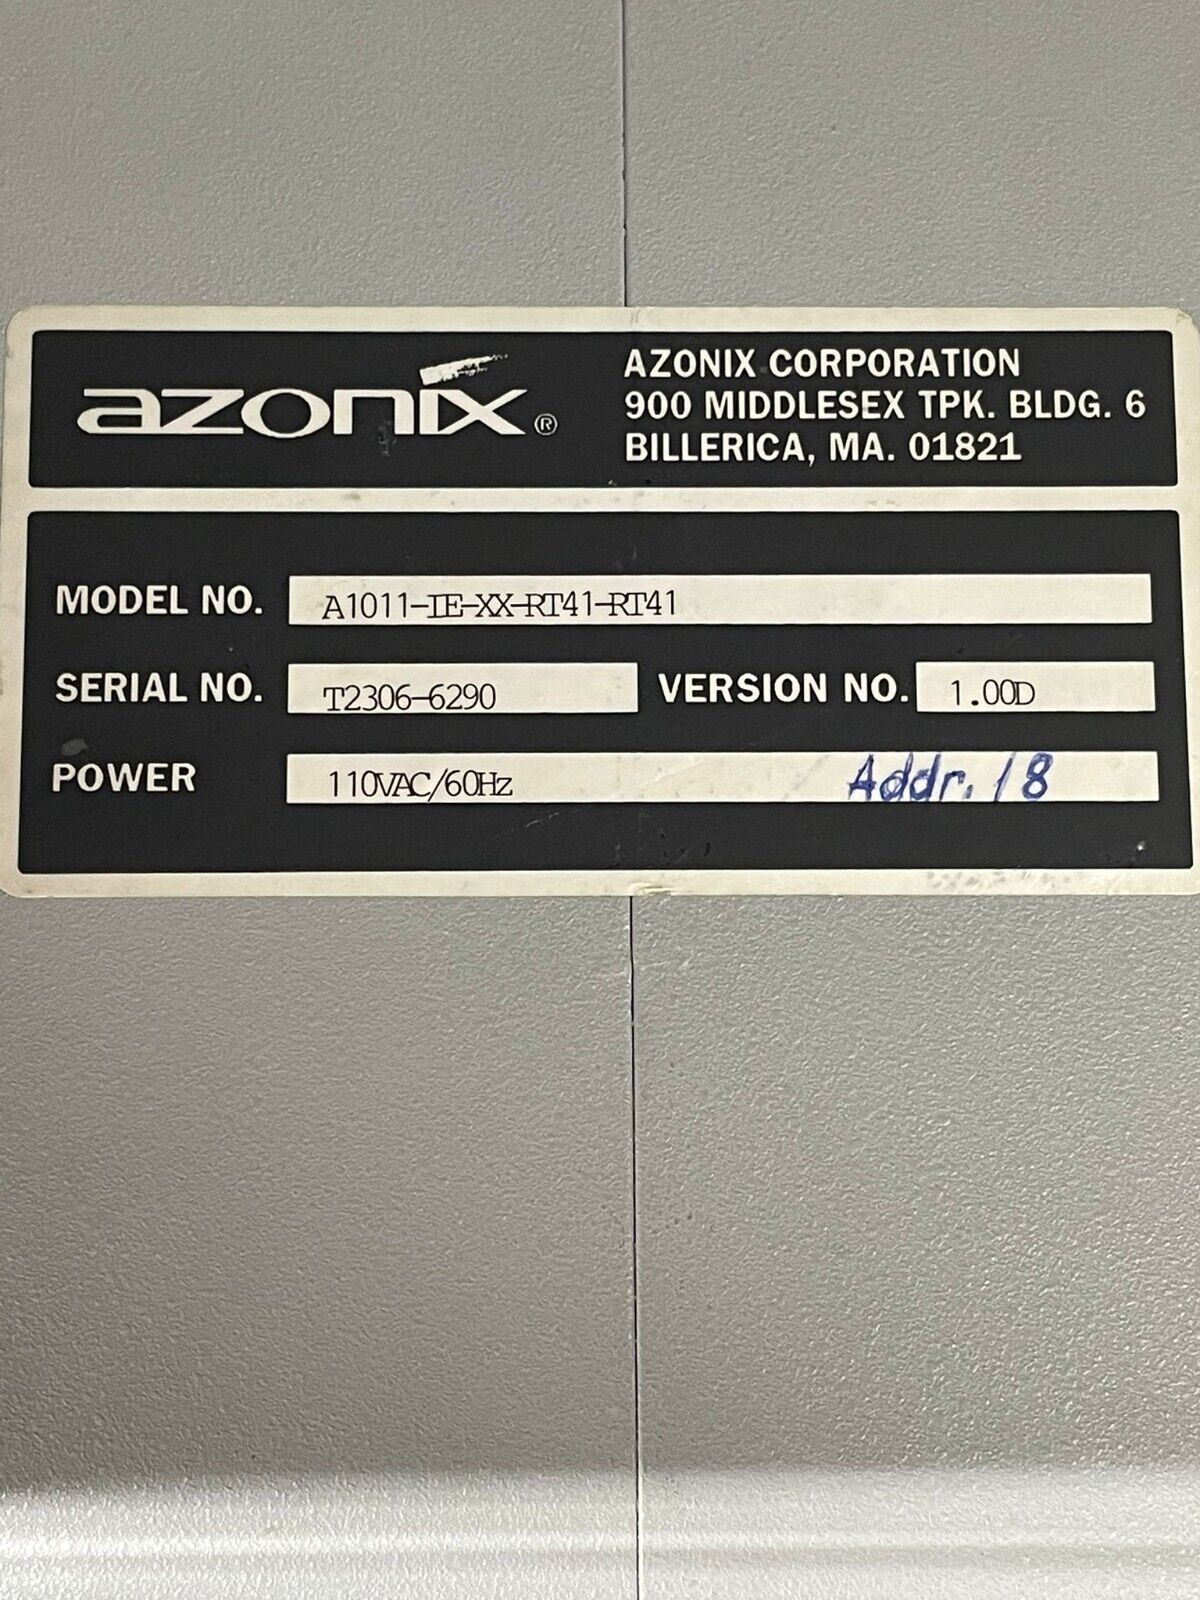 azonix®
AZONIX CORPORATION
900 MIDDLESEX TPK. BLDG. 6
BILLERICA, MA. 01821
MODEL NO. A1011-IE-XX-RT41-RT41
SERIAL NO. T2306-6290 VERSION NO. 1.00D
POWER 110VAC/60Hz Addr. 18